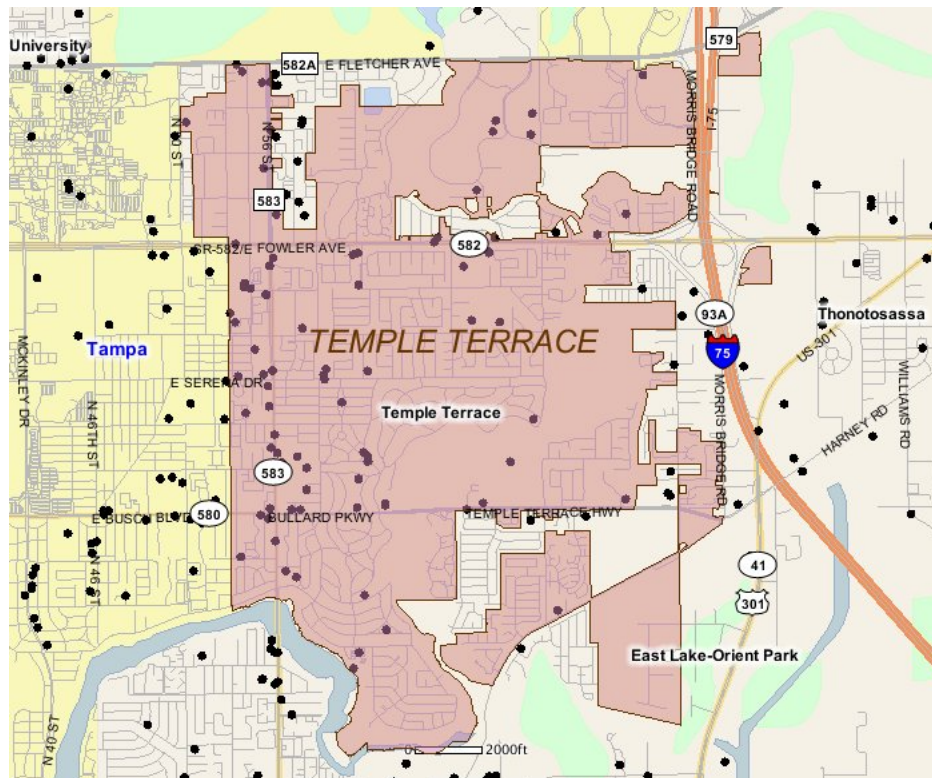 University
579
582A
E FLETCHER AVE
MORRIS BRIDGE ROAD
I-75
N 50 ST
N 56 ST
583
582
SR-582/E FOWLER AVE
93A
Thonotosassa
TEMPLE TERRACE
Tampa
75
US-301
MCKINLEY DR
E SERENA DR
Temple Terrace
MORRIS BRIDGE RD
WILLIAMS RD
HARNEY RD
N 46TH ST
583
580
E BUSCH BLVD
BULLARD PKWY
TEMPLE TERRACE HWY
N 46 ST
41
301
East Lake-Orient Park
N 40 ST
0 2000ft